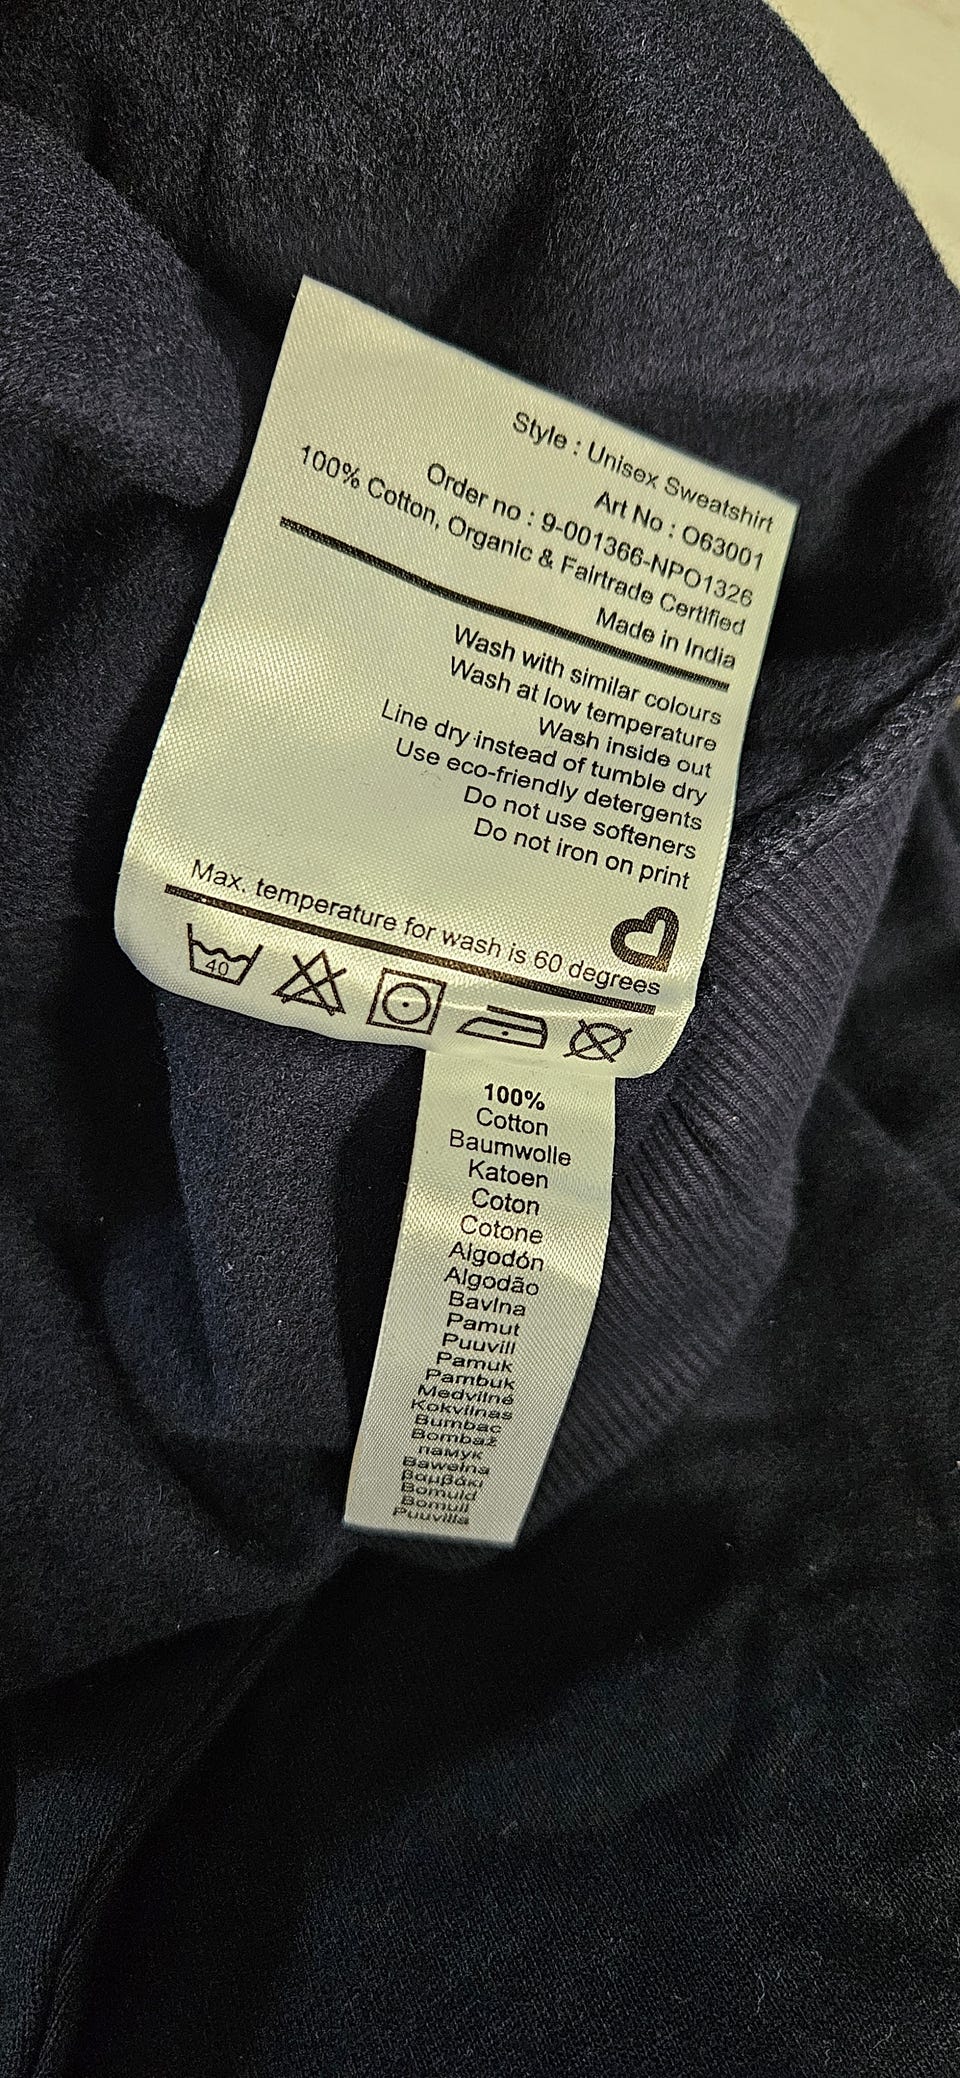 Style : Unisex Sweatshirt
Art No : O63001
Order no : 9-001366-NPO1326
100% Cotton, Organic & Fairtrade Certified
Made in India
Wash with similar colours
Wash at low temperature
Wash inside out
Line dry instead of tumble dry
Use eco-friendly detergents
Do not use softeners
Do not iron on print
Max. temperature for wash is 60 degrees
40
100%
Cotton
Baumwolle
Katoen
Coton
Cotone
Algodón
Algodão
Bavlna
Pamut
Puuvill
Pamuk
Pambuk
Medvilnė
Kokvilnas
Bumbac
Bombaž
памук
Bawełna
βαμβάκι
Bomuld
Bomull
Puuvilla